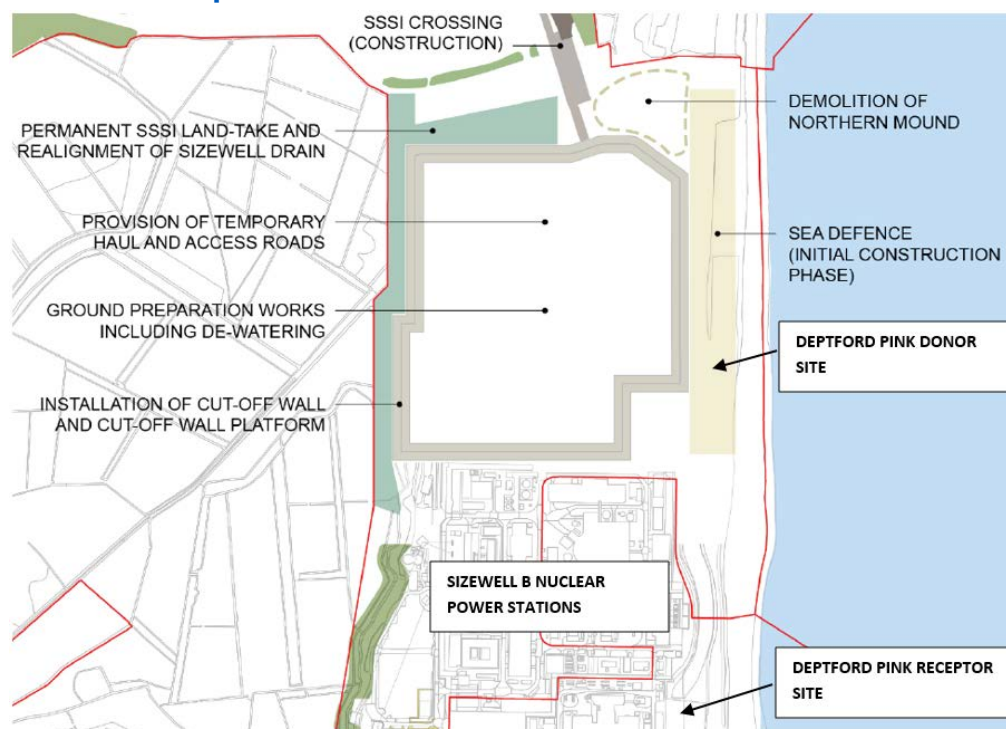 SSSI CROSSING
(CONSTRUCTION)
DEMOLITION OF
NORTHERN MOUND
PERMANENT SSSI LAND-TAKE AND
REALIGNMENT OF SIZEWELL DRAIN
PROVISION OF TEMPORARY
HAUL AND ACCESS ROADS
SEA DEFENCE
(INITIAL CONSTRUCTION
PHASE)
GROUND PREPARATION WORKS
INCLUDING DE-WATERING
DEPTFORD PINK DONOR
SITE
INSTALLATION OF CUT-OFF WALL
AND CUT-OFF WALL PLATFORM
SIZEWELL B NUCLEAR
POWER STATIONS
DEPTFORD PINK RECEPTOR
SITE